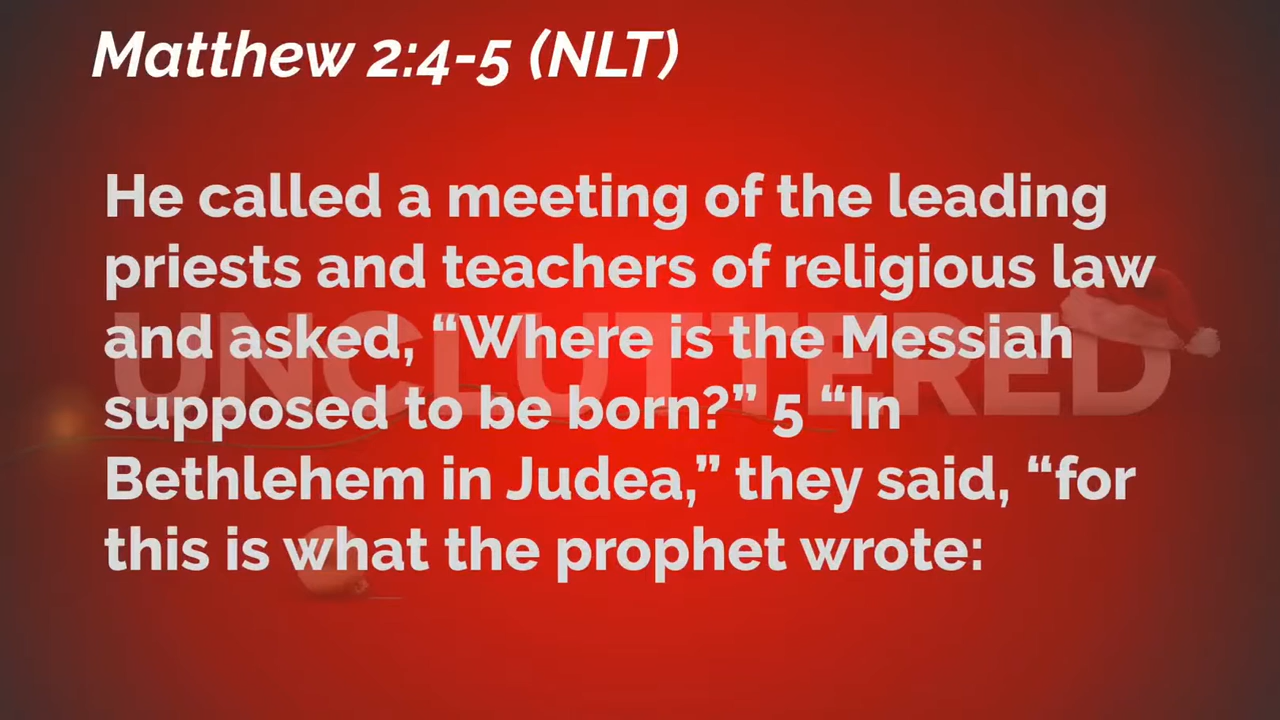 Matthew 2:4-5 (NLT)
He called a meeting of the leading
priests and teachers of religious law
and asked, “Where is the Messiah
supposed to be born?” 5 “In
Bethlehem in Judea,” they said, “for
this is what the prophet wrote:
UNCLUTTERED